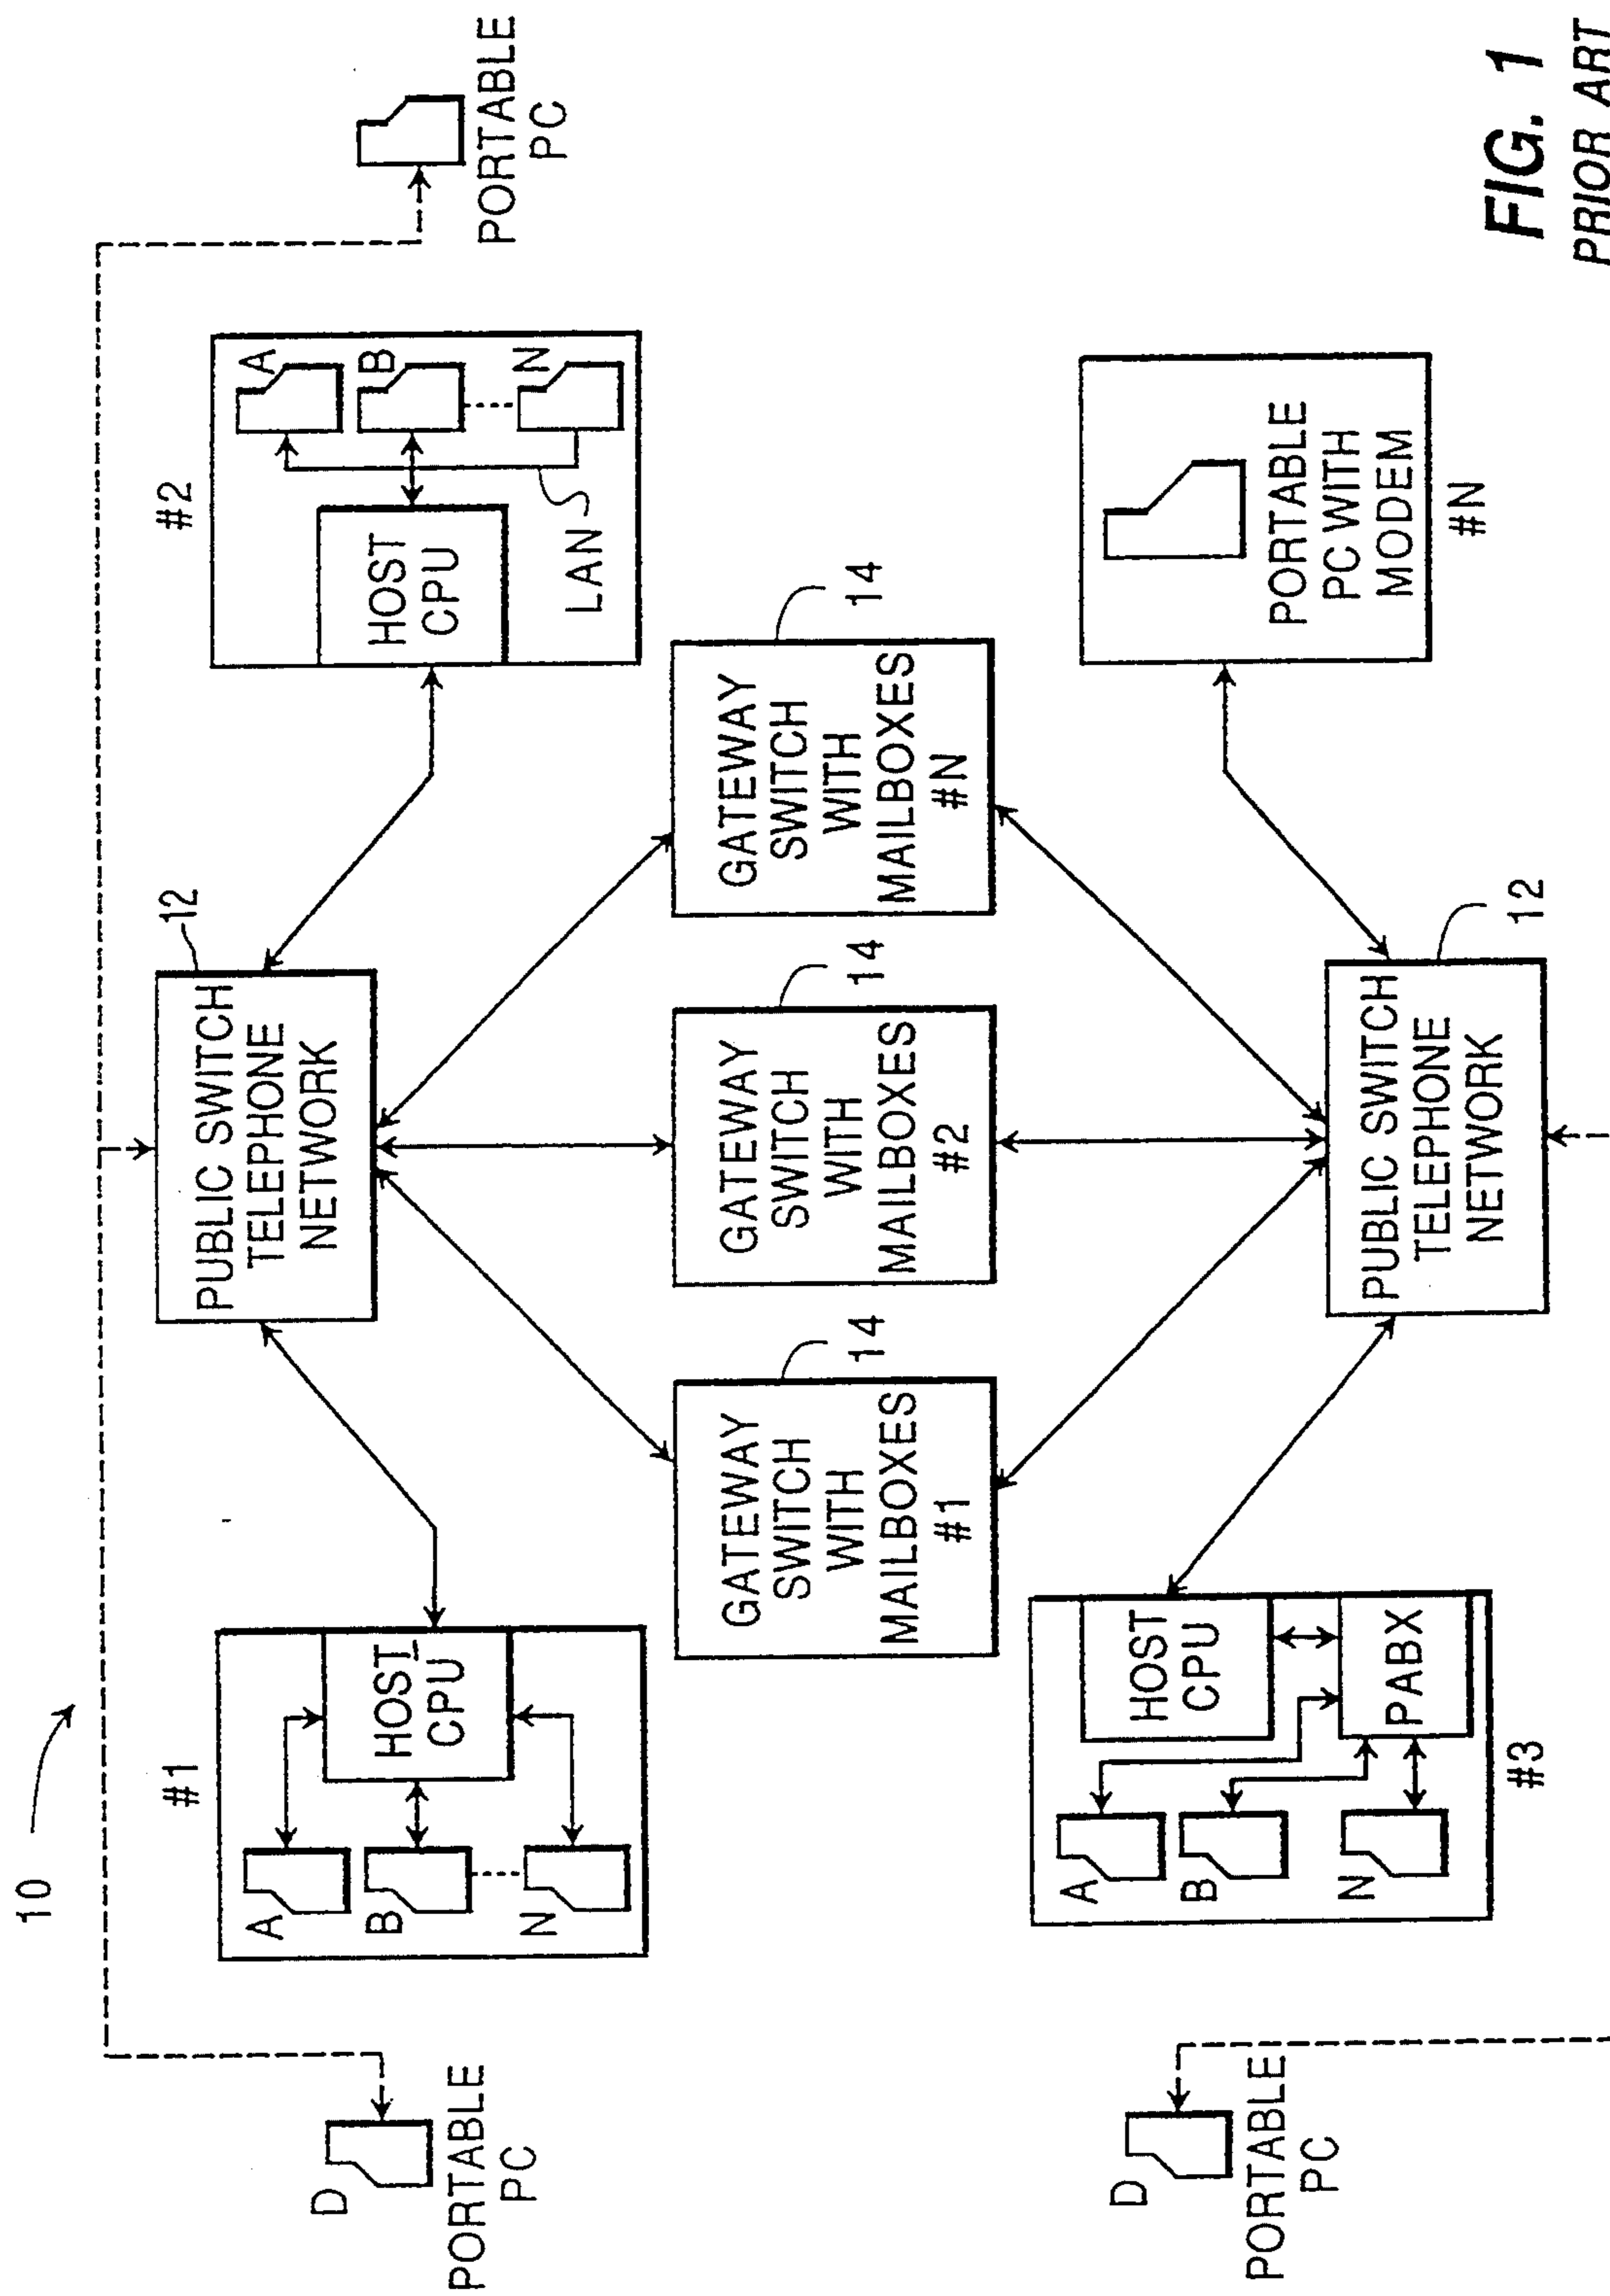 10
D
PORTABLE
PC
#1
A
B
N
HOST
CPU
PUBLIC SWITCH
TELEPHONE
NETWORK
12
#2
HOST
CPU
A
B
N
LAN
PORTABLE
PC
GATEWAY
SWITCH
WITH
MAILBOXES
#1
14
GATEWAY
SWITCH
WITH
MAILBOXES
#2
14
GATEWAY
SWITCH
WITH
MAILBOXES
#N
14
D
PORTABLE
PC
A
B
N
HOST
CPU
PABX
#3
PUBLIC SWITCH
TELEPHONE
NETWORK
12
PORTABLE
PC WITH
MODEM
#N
FIG. 1
PRIOR ART